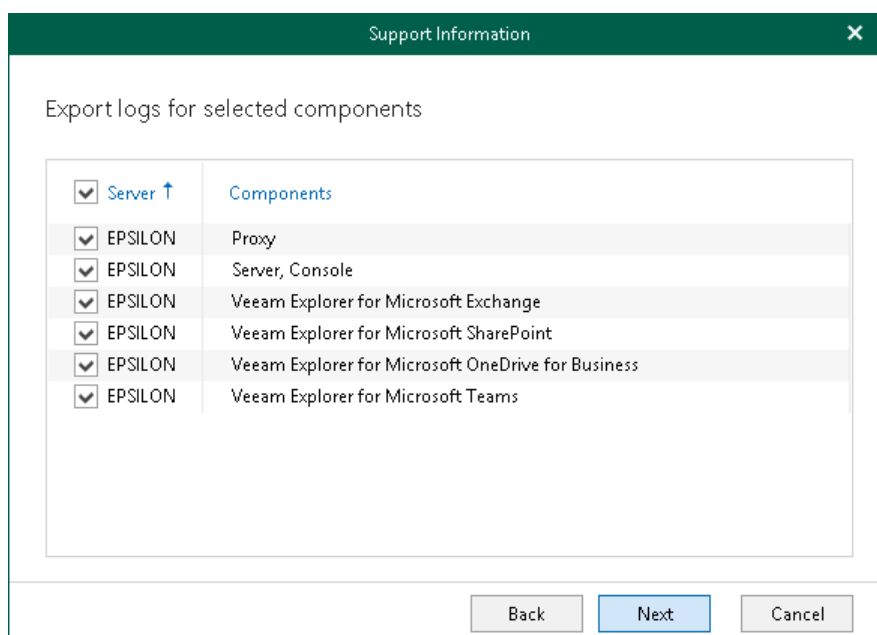 Support Information
Export logs for selected components
Server Components
EPSILON Proxy
EPSILON Server, Console
EPSILON Veeam Explorer for Microsoft Exchange
EPSILON Veeam Explorer for Microsoft SharePoint
EPSILON Veeam Explorer for Microsoft OneDrive for Business
EPSILON Veeam Explorer for Microsoft Teams
Back Next Cancel